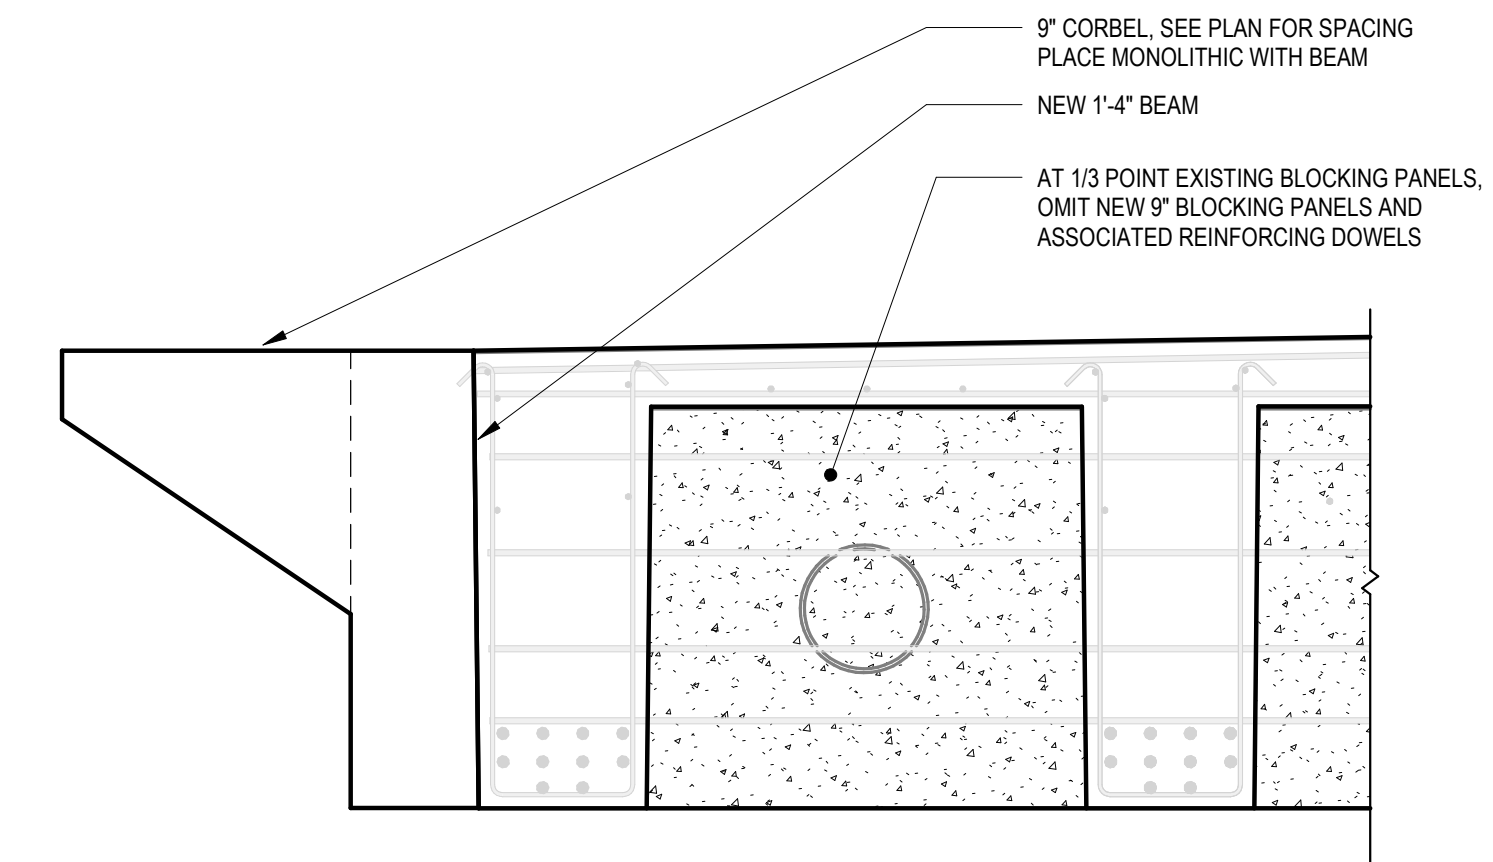 9" CORBEL, SEE PLAN FOR SPACING
PLACE MONOLITHIC WITH BEAM
NEW 1'-4" BEAM
AT 1/3 POINT EXISTING BLOCKING PANELS,
OMIT NEW 9" BLOCKING PANELS AND
ASSOCIATED REINFORCING DOWELS